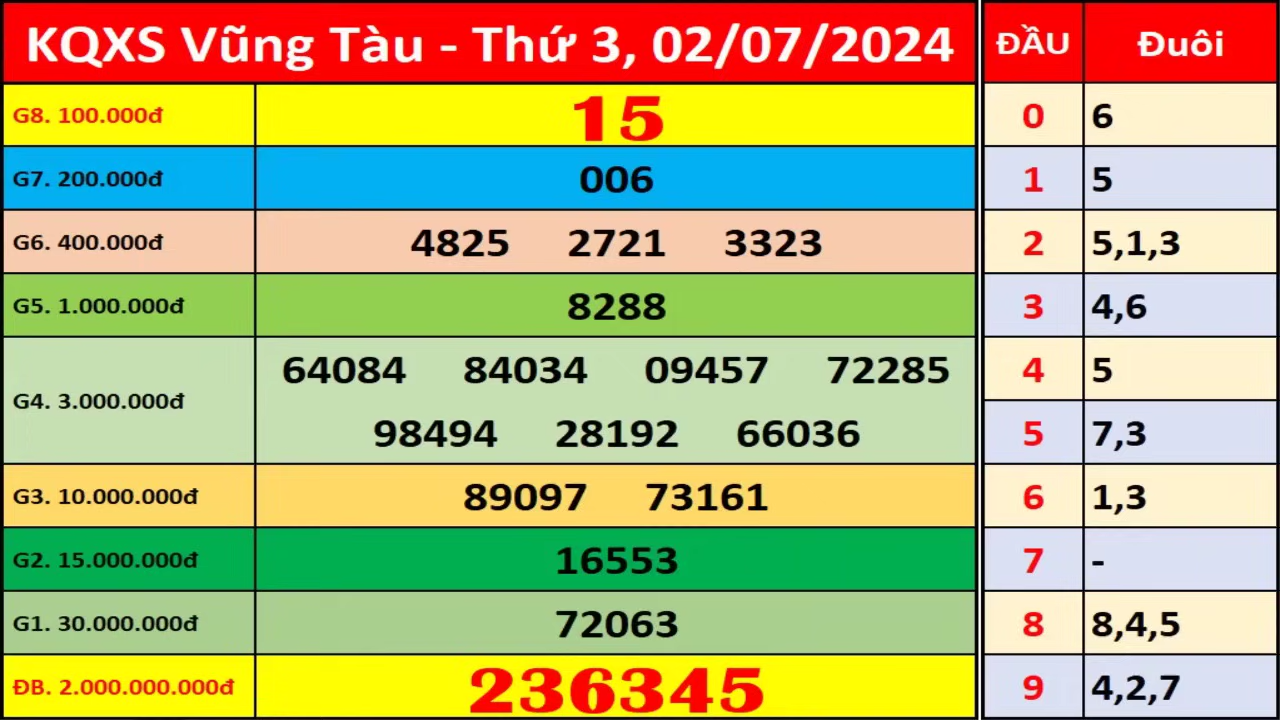 KQXS Vũng Tàu - Thứ 3, 02/07/2024
G8. 100.000đ 15
G7. 200.000đ 006
G6. 400.000đ 4825 2721 3323
G5. 1.000.000đ 8288
G4. 3.000.000đ 64084 84034 09457 72285
98494 28192 66036
G3. 10.000.000đ 89097 73161
G2. 15.000.000đ 16553
G1. 30.000.000đ 72063
ĐB. 2.000.000.000đ 236345
ĐẦU Đuôi
0 6
1 5
2 5,1,3
3 4,6
4 5
5 7,3
6 1,3
7 -
8 8,4,5
9 4,2,7